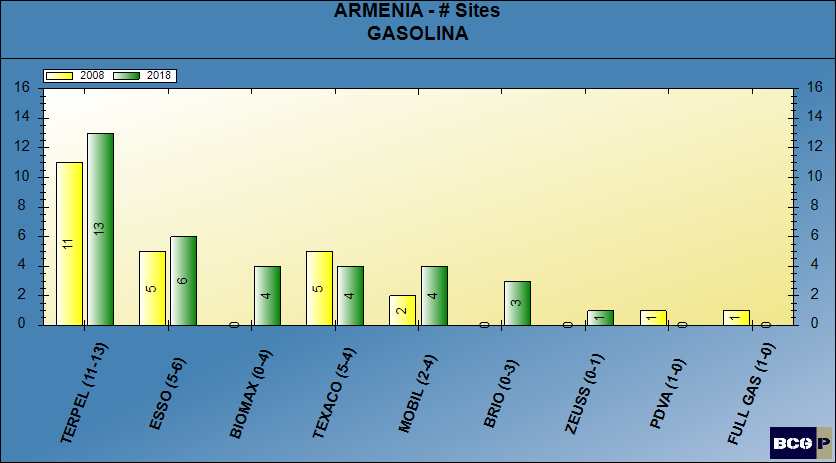 ARMENIA - # Sites
GASOLINA
2008 2018
16 16
14 14
12 12
10 10
8 8
6 6
4 4
2 2
0 0
11 13 5 6 0 4 5 4 2 4 0 3 0 1 1 0 1 0
TERPEL (11-13)
ESSO (5-6)
BIOMAX (0-4)
TEXACO (5-4)
MOBIL (2-4)
BRIO (0-3)
ZEUSS (0-1)
PDVA (1-0)
FULL GAS (1-0)
BCG P